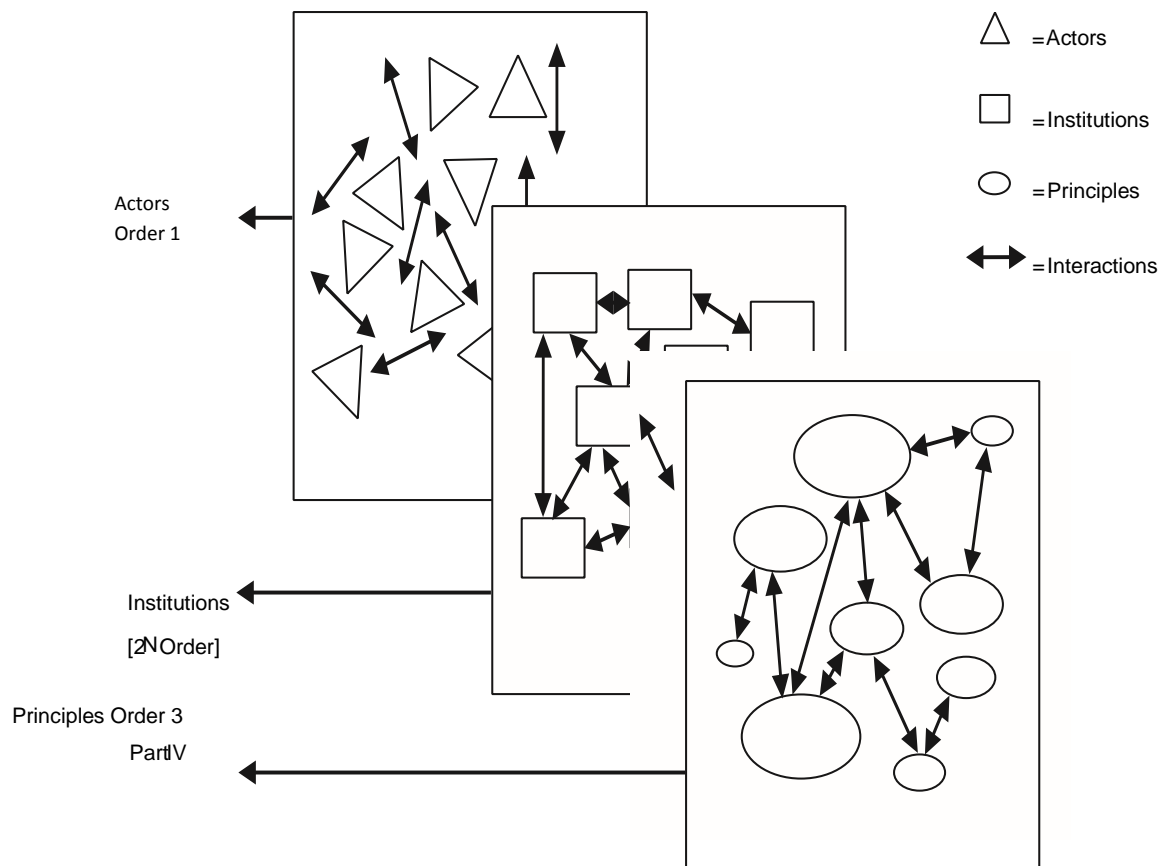 =Actors
=Institutions
=Principles
=Interactions
Actors
Order 1
Institutions
[2NOrder]
Principles Order 3
PartIV